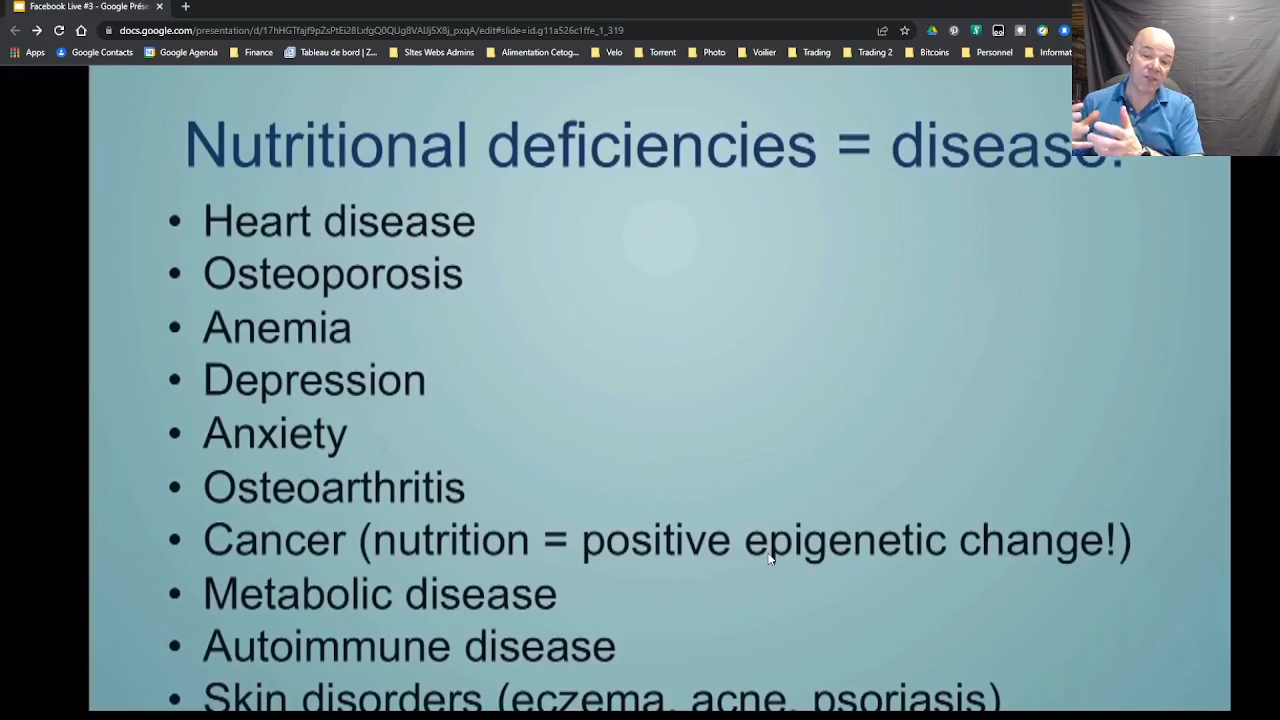 Facebook Live #3 - Google Prése
docs.google.com/presentation/d/17hHGTfajf9pZsPtEi28LxfgQ0QUg8VAUj5X8j_pxqA/edit#slide=id.g11a526c1ffe_1_319
Apps Google Contacts Google Agenda Finance Tableau de bord | Z... SItes Webs Admin Alimentation Cetog... Velo Torrent Photo Voilier Trading Trading 2 Bitcoins Personnel Informat
Nutritional deficiencies = disease!
• Heart disease
• Osteoporosis
• Anemia
• Depression
• Anxiety
• Osteoarthritis
• Cancer (nutrition = positive epigenetic change!)
• Metabolic disease
• Autoimmune disease
• Skin disorders (eczema, acne, psoriasis)